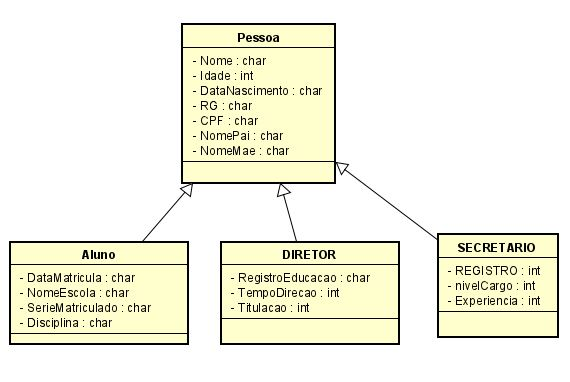 Pessoa
- Nome : char
- Idade : int
- DataNascimento : char
- RG : char
- CPF : char
- NomePai : char
- NomeMae : char
Aluno
- DataMatricula : char
- NomeEscola : char
- SerieMatriculado : char
- Disciplina : char
DIRETOR
- RegistroEducacao : char
- TempoDirecao : int
- Titulacao : int
SECRETARIO
- REGISTRO : int
- nivelCargo : int
- Experiencia : int